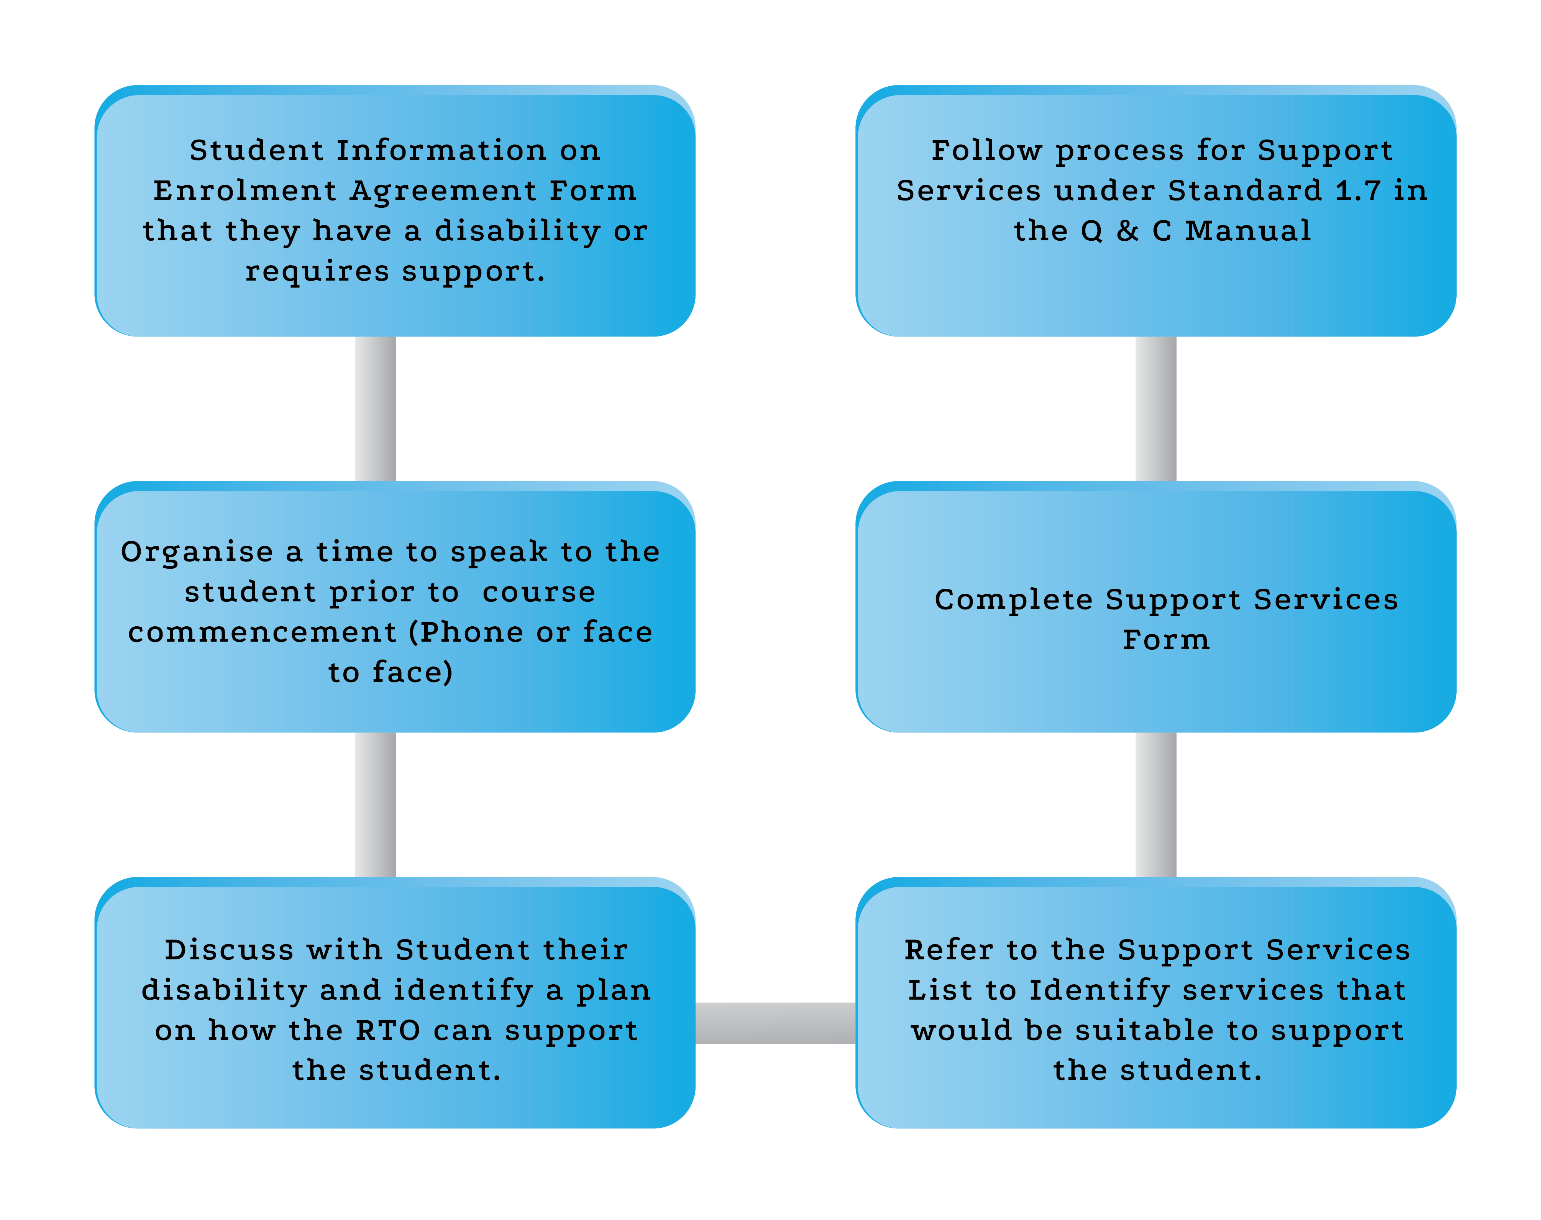 Student Information on
Enrolment Agreement Form
that they have a disability or
requires support.
Organise a time to speak to the
student prior to course
commencement (Phone or face
to face)
Discuss with Student their
disability and identify a plan
on how the RTO can support
the student.
Refer to the Support Services
List to Identify services that
would be suitable to support
the student.
Complete Support Services
Form
Follow process for Support
Services under Standard 1.7 in
the Q & C Manual